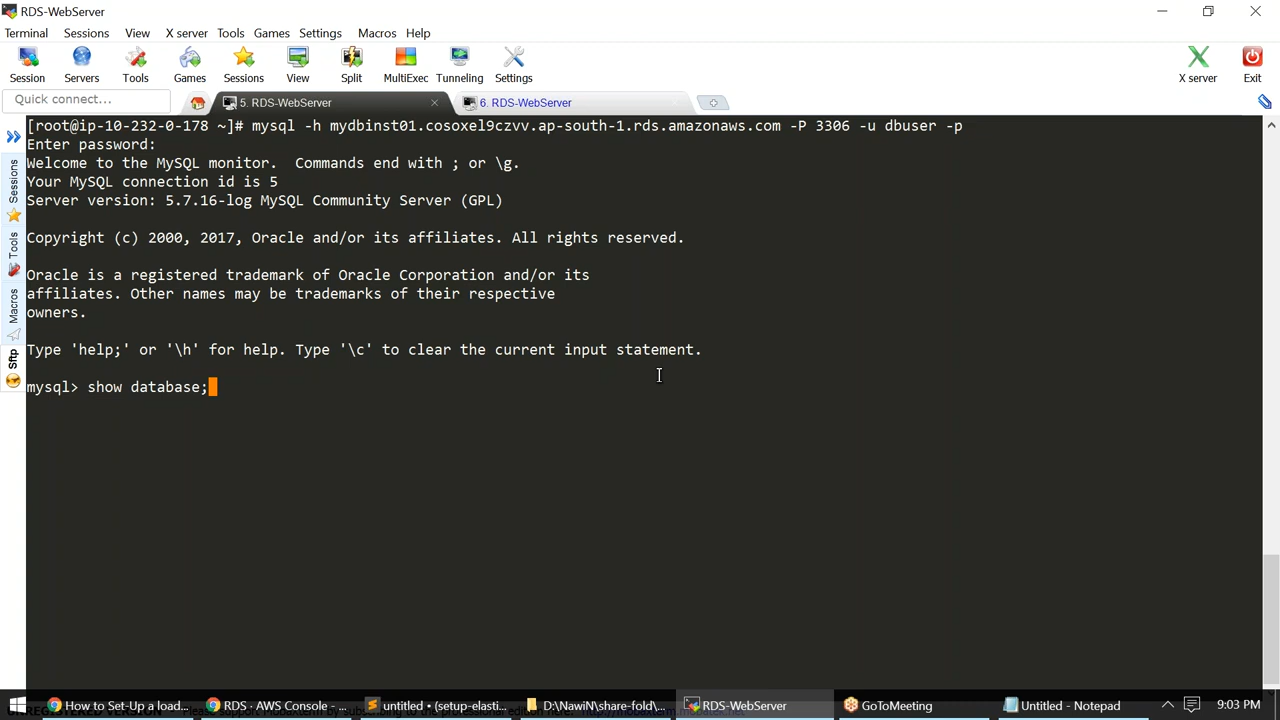 RDS-WebServer
Terminal Sessions View X server Tools Games Settings Macros Help
Session Servers Tools Games Sessions View Split MultiExec Tunneling Settings X server Exit
Quick connect... 5. RDS-WebServer 6. RDS-WebServer
Sessions
Tools
Macros
Sftp
[root@ip-10-232-0-178 ~]# mysql -h mydbinst01.cosoxel9czvv.ap-south-1.rds.amazonaws.com -P 3306 -u dbuser -p
Enter password:
Welcome to the MySQL monitor.  Commands end with ; or \g.
Your MySQL connection id is 5
Server version: 5.7.16-log MySQL Community Server (GPL)
Copyright (c) 2000, 2017, Oracle and/or its affiliates. All rights reserved.
Oracle is a registered trademark of Oracle Corporation and/or its
affiliates. Other names may be trademarks of their respective
owners.
Type 'help;' or '\h' for help. Type '\c' to clear the current input statement.
mysql> show database;
How to Set-Up a load... RDS · AWS Console -... untitled • (setup-elasti... D:\NawiN\share-fold\... RDS-WebServer GoToMeeting Untitled - Notepad 9:03 PM